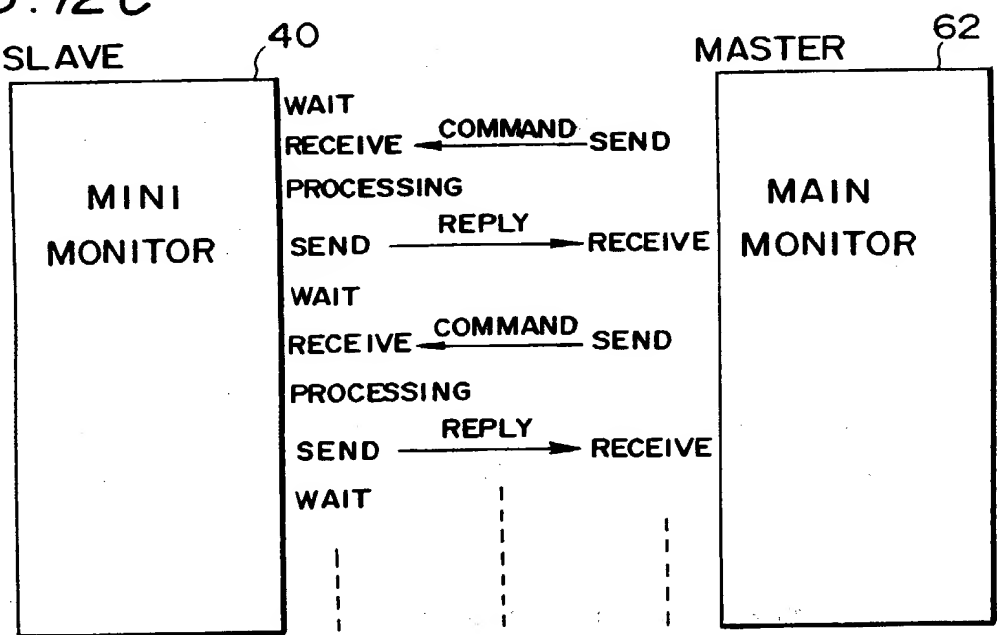 12C
SLAVE 40 MASTER 62
WAIT
RECEIVE COMMAND SEND
PROCESSING
MINI MONITOR
MAIN MONITOR
SEND REPLY RECEIVE
WAIT
RECEIVE COMMAND SEND
PROCESSING
SEND REPLY RECEIVE
WAIT